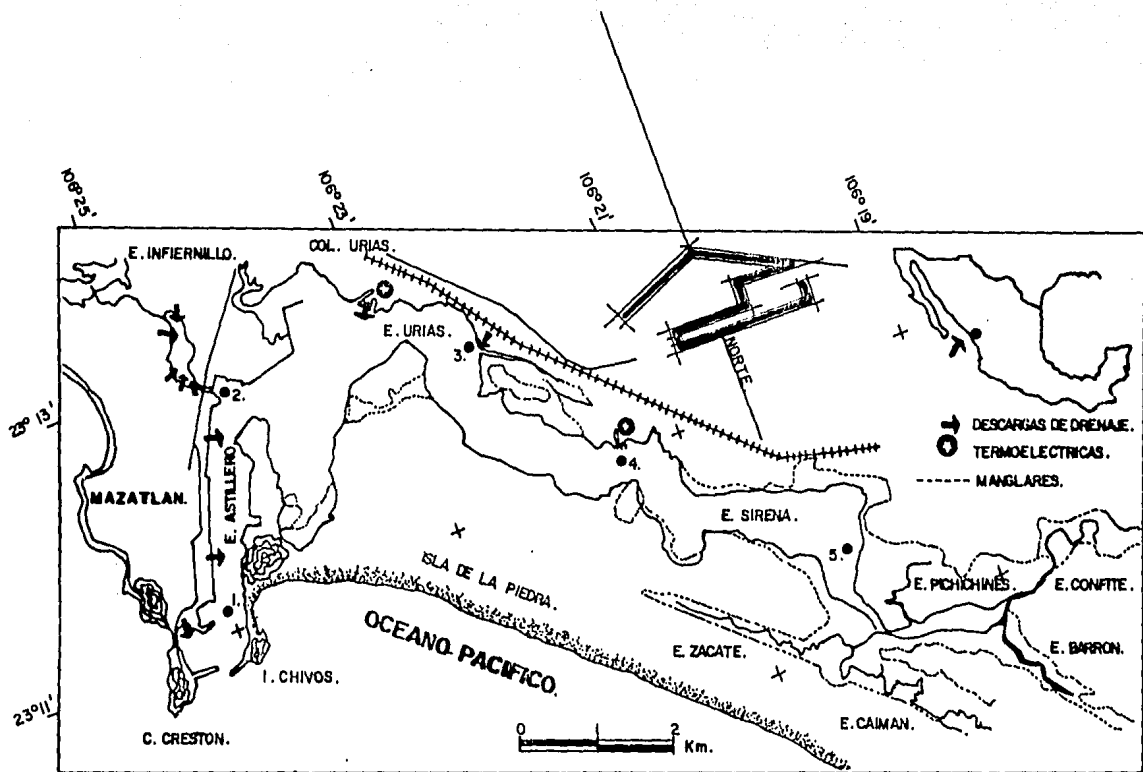 106° 25'
106° 23'
106° 21'
106° 19'
E. INFIERNILLO.
COL. URIAS.
E. URIAS.
3.
NORTE
2.
23° 13'
DESCARGAS DE DRENAJE.
TERMOELECTRICAS.
MANGLARES.
4.
MAZATLAN.
E. ASTILLERO
E. SIRENA.
5.
ISLA DE LA PIEDRA.
E. PICHICHINES.
E. CONFITE.
1.
OCEANO PACIFICO.
E. ZACATE.
E. BARRON.
I. CHIVOS.
23° 11'
C. CRESTON.
E. CAIMAN.
0 1 2
Km.